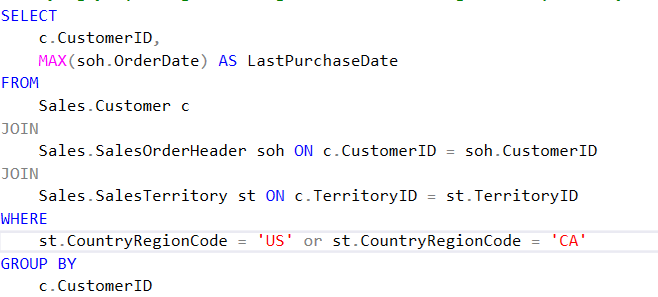 SELECT
c.CustomerID,
MAX(soh.OrderDate) AS LastPurchaseDate
FROM
Sales.Customer c
JOIN
Sales.SalesOrderHeader soh ON c.CustomerID = soh.CustomerID
JOIN
Sales.SalesTerritory st ON c.TerritoryID = st.TerritoryID
WHERE
st.CountryRegionCode = 'US' or st.CountryRegionCode = 'CA'
GROUP BY
c.CustomerID